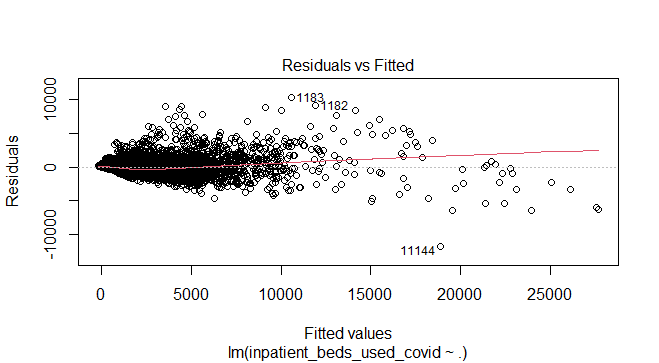 Residuals vs Fitted
Residuals
10000
0
-10000
1183
1182
11144
0 5000 10000 15000 20000 25000
Fitted values
lm(inpatient_beds_used_covid ~ .)